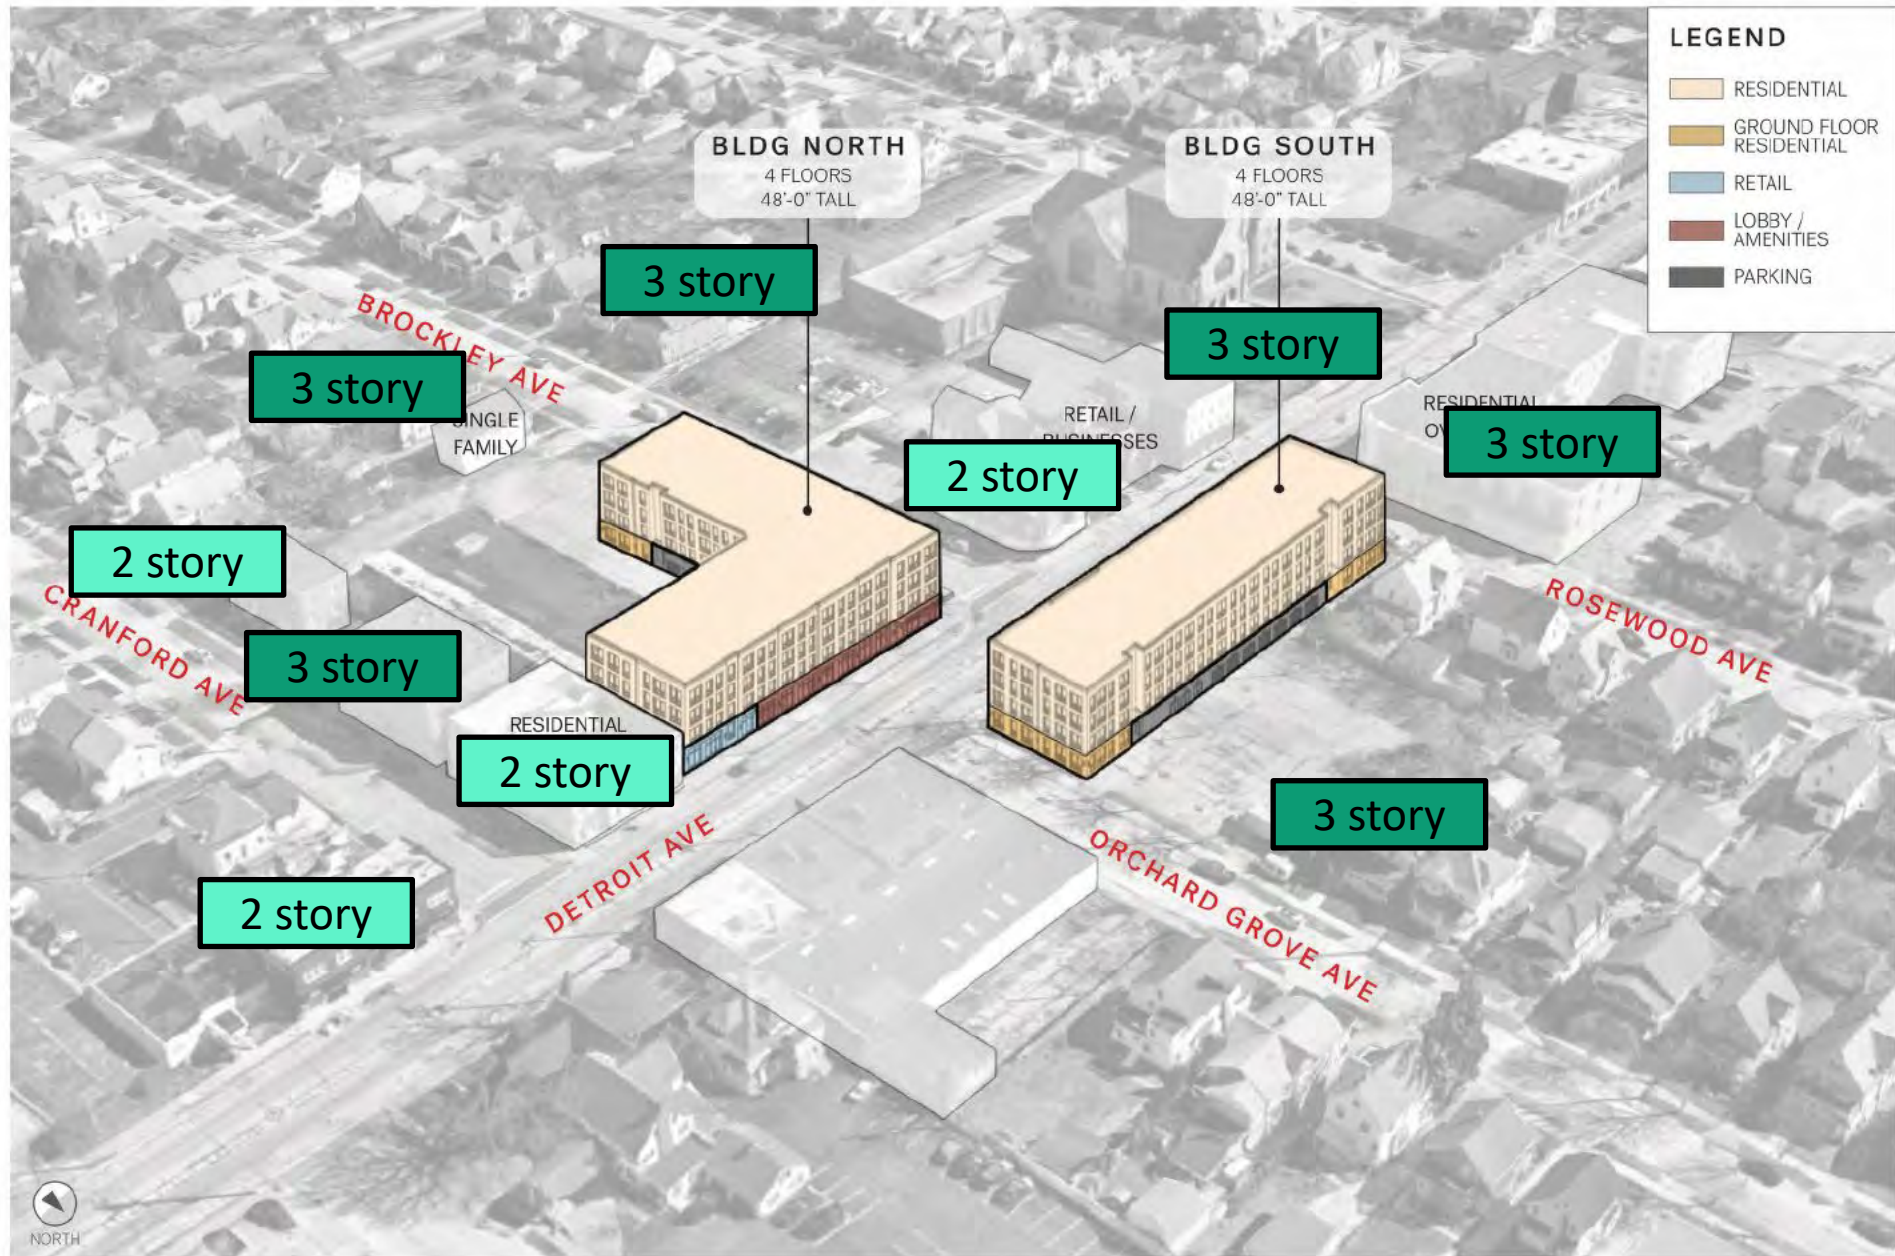 LEGEND
RESIDENTIAL
GROUND FLOOR
RESIDENTIAL
RETAIL
LOBBY /
AMENITIES
PARKING
BLDG NORTH
4 FLOORS
48'-0" TALL
BLDG SOUTH
4 FLOORS
48'-0" TALL
3 story
3 story
BROCKLEY AVE
3 story
SINGLE
FAMILY
RETAIL /
BUSINESSES
RESIDENTIAL
3 story
2 story
2 story
CRANFORD AVE
ROSEWOOD AVE
3 story
RESIDENTIAL
2 story
3 story
DETROIT AVE
ORCHARD GROVE AVE
2 story
NORTH